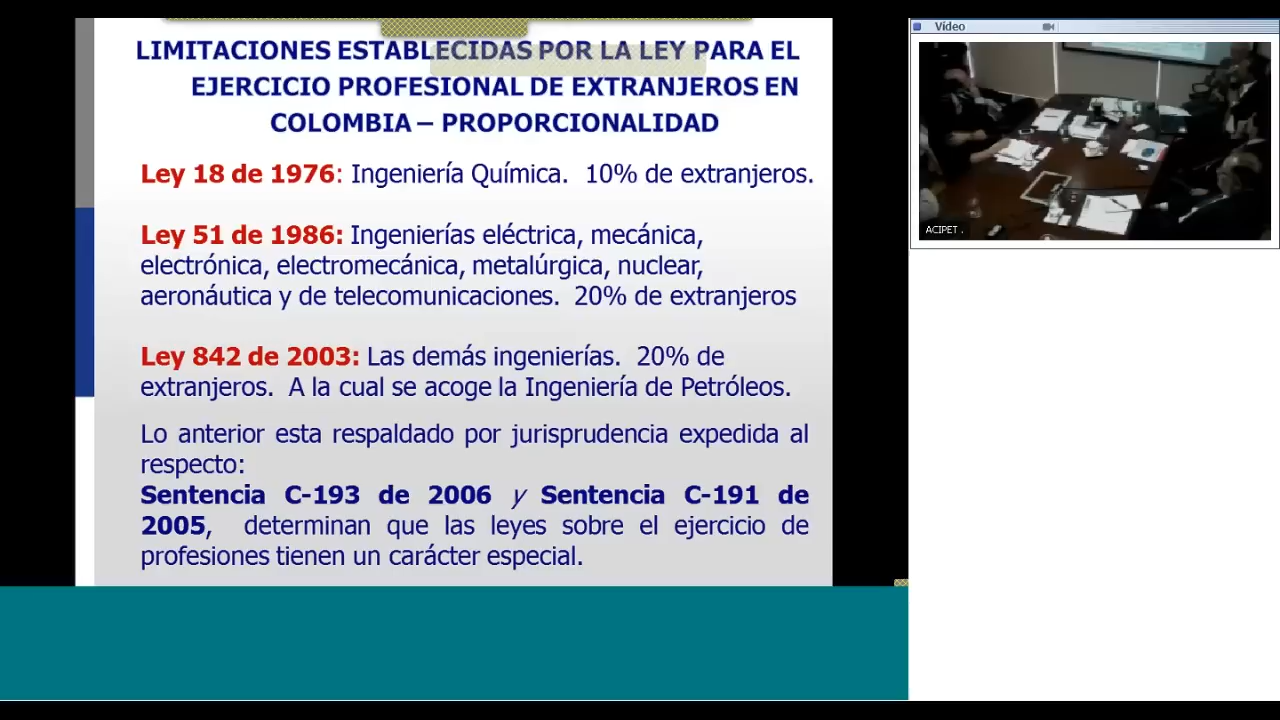 LIMITACIONES ESTABLECIDAS POR LA LEY PARA EL
EJERCICIO PROFESIONAL DE EXTRANJEROS EN
COLOMBIA – PROPORCIONALIDAD
Ley 18 de 1976: Ingeniería Química. 10% de extranjeros.
Ley 51 de 1986: Ingenierías eléctrica, mecánica,
electrónica, electromecánica, metalúrgica, nuclear,
aeronáutica y de telecomunicaciones. 20% de extranjeros
Ley 842 de 2003: Las demás ingenierías. 20% de
extranjeros. A la cual se acoge la Ingeniería de Petróleos.
Lo anterior esta respaldado por jurisprudencia expedida al
respecto:
Sentencia C-193 de 2006 y Sentencia C-191 de
2005, determinan que las leyes sobre el ejercicio de
profesiones tienen un carácter especial.
Vídeo
ACIPET .